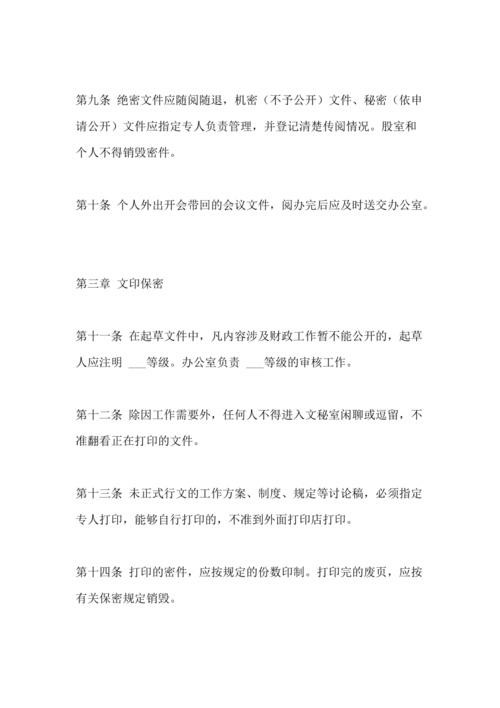 第九条 绝密文件应随阅随退，机密（不予公开）文件、秘密（依申
请公开）文件应指定专人负责管理，并登记清楚传阅情况。股室和
个人不得销毁密件。
第十条 个人外出开会带回的会议文件，阅办完后应及时送交办公室。
第三章 文印保密
第十一条 在起草文件中，凡内容涉及财政工作暂不能公开的，起草
人应注明 ___等级。办公室负责 ___等级的审核工作。
第十二条 除因工作需要外，任何人不得进入文秘室闲聊或逗留，不
准翻看正在打印的文件。
第十三条 未正式行文的工作方案、制度、规定等讨论稿，必须指定
专人打印，能够自行打印的，不准到外面打印店打印。
第十四条 打印的密件，应按规定的份数印制。打印完的废页，应按
有关保密规定销毁。